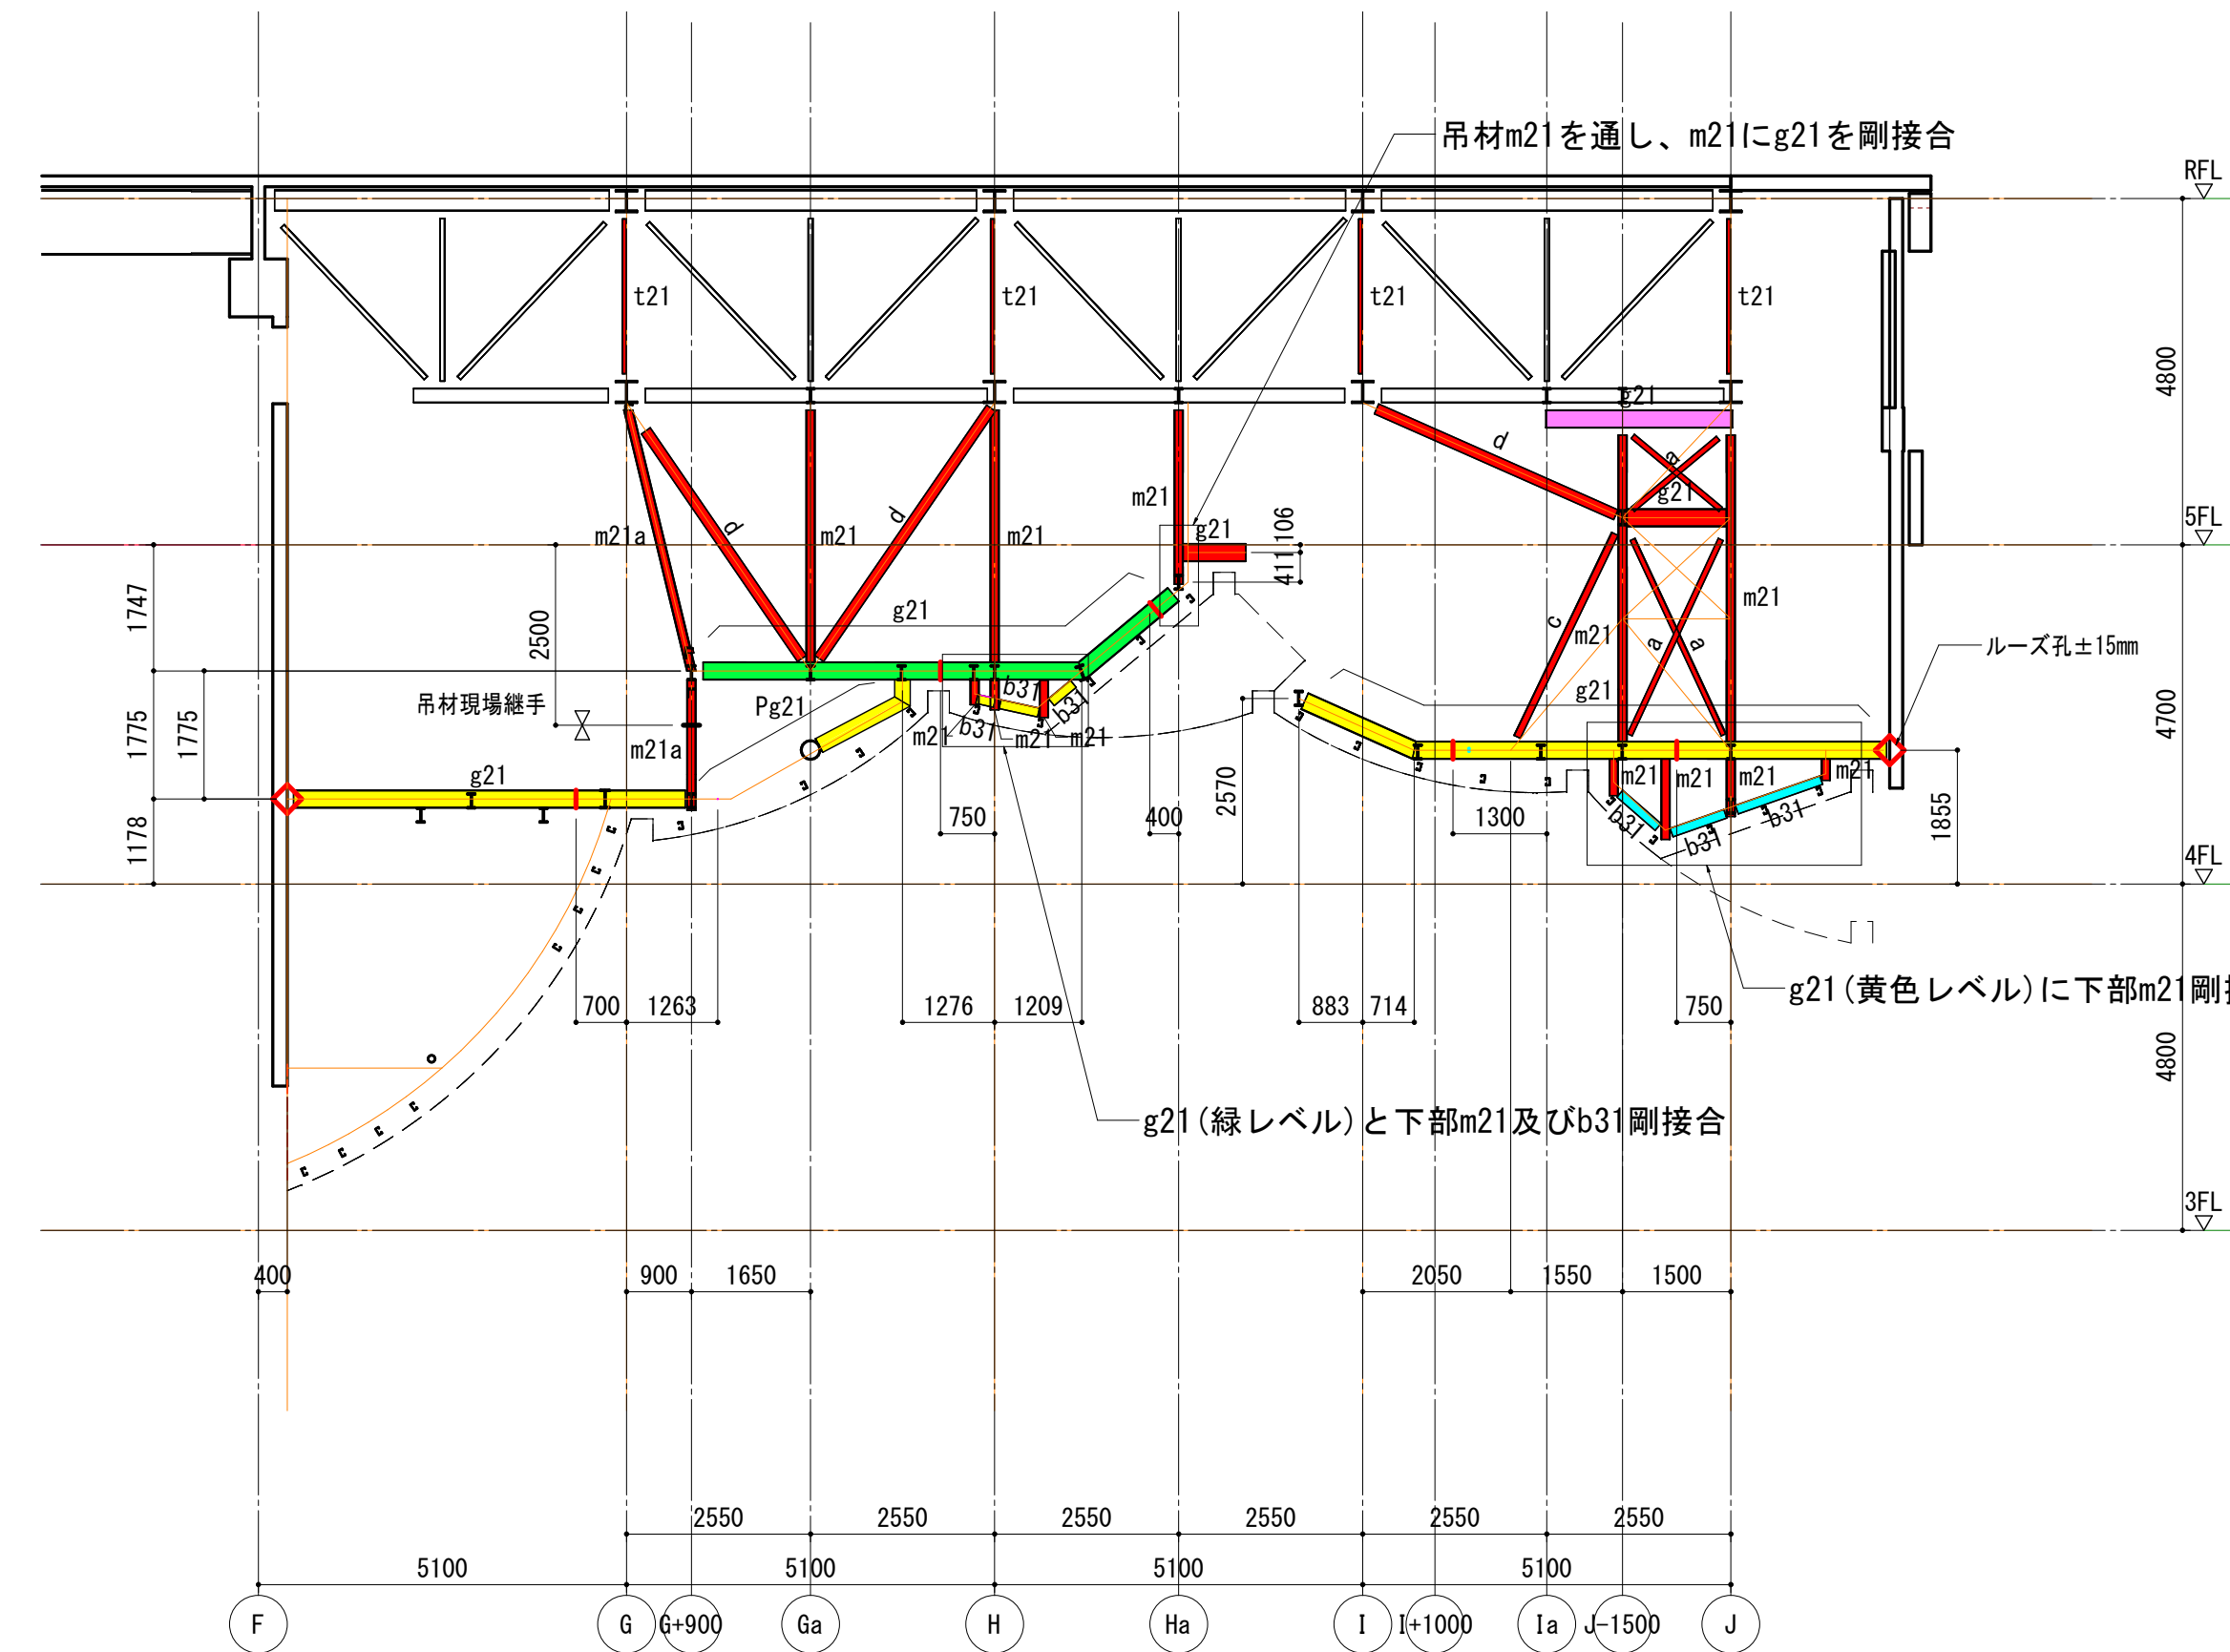 吊材m21を通し、m21にg21を剛接合
RFL
t21
t21
t21
t21
4800
g21
d
a
m21
g21
106
g21
5FL
m21a
d
m21
d
m21
411
1747
2500
g21
c
m21
a
a
m21
ルーズ孔±15mm
g21
4700
1775
1775
吊材現場継手
Pg21
b31
b31
b31
m21
m21
m21
m21a
2570
m21
m21
m21
m21
g21
750
400
1300
b31
b31
b31
1855
1178
4FL
700
1263
1276
1209
883
714
750
g21(黄色レベル)に下部m21剛
4800
g21(緑レベル)と下部m21及びb31剛接合
3FL
400
900
1650
2050
1550
1500
2550
2550
2550
2550
2550
2550
5100
5100
5100
5100
F
G
G+900
Ga
H
Ha
I
I+1000
Ia
J-1500
J